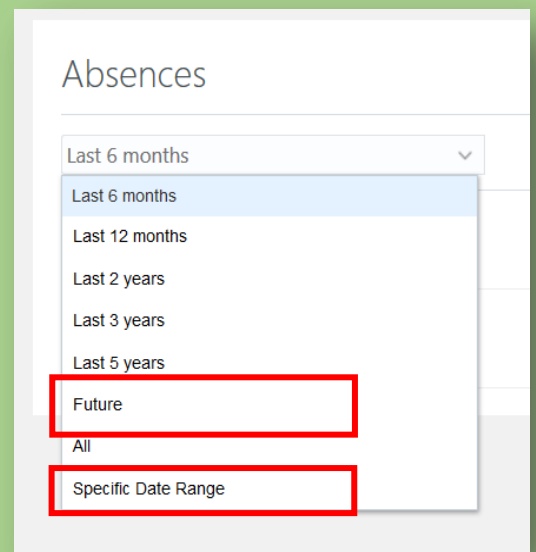 Absences
Last 6 months
Last 6 months
Last 12 months
Last 2 years
Last 3 years
Last 5 years
Future
All
Specific Date Range